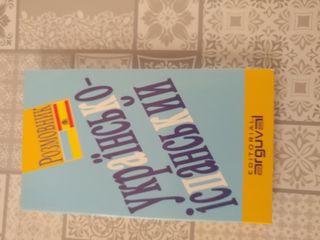 Розмовник
українсько-
іспанський
EDITORIAL
arguval